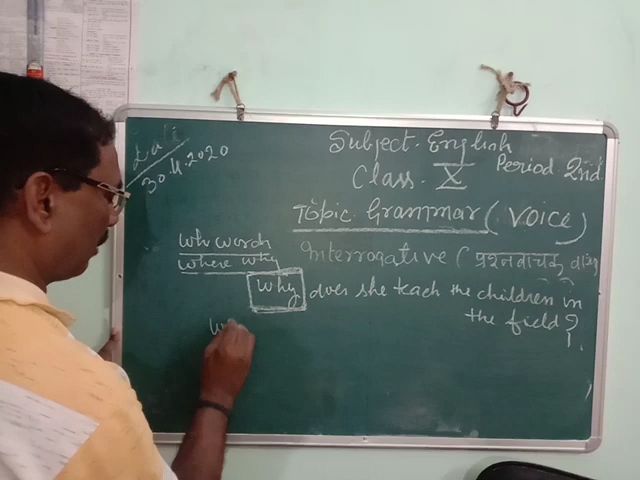 Date
30.4.2020
Subject. English
Class. X
Period 2nd
Topic Grammar (Voice)
Wh words
where why
Interrogative (प्रश्नवाचक
Why does she teach the children in
the field?
W